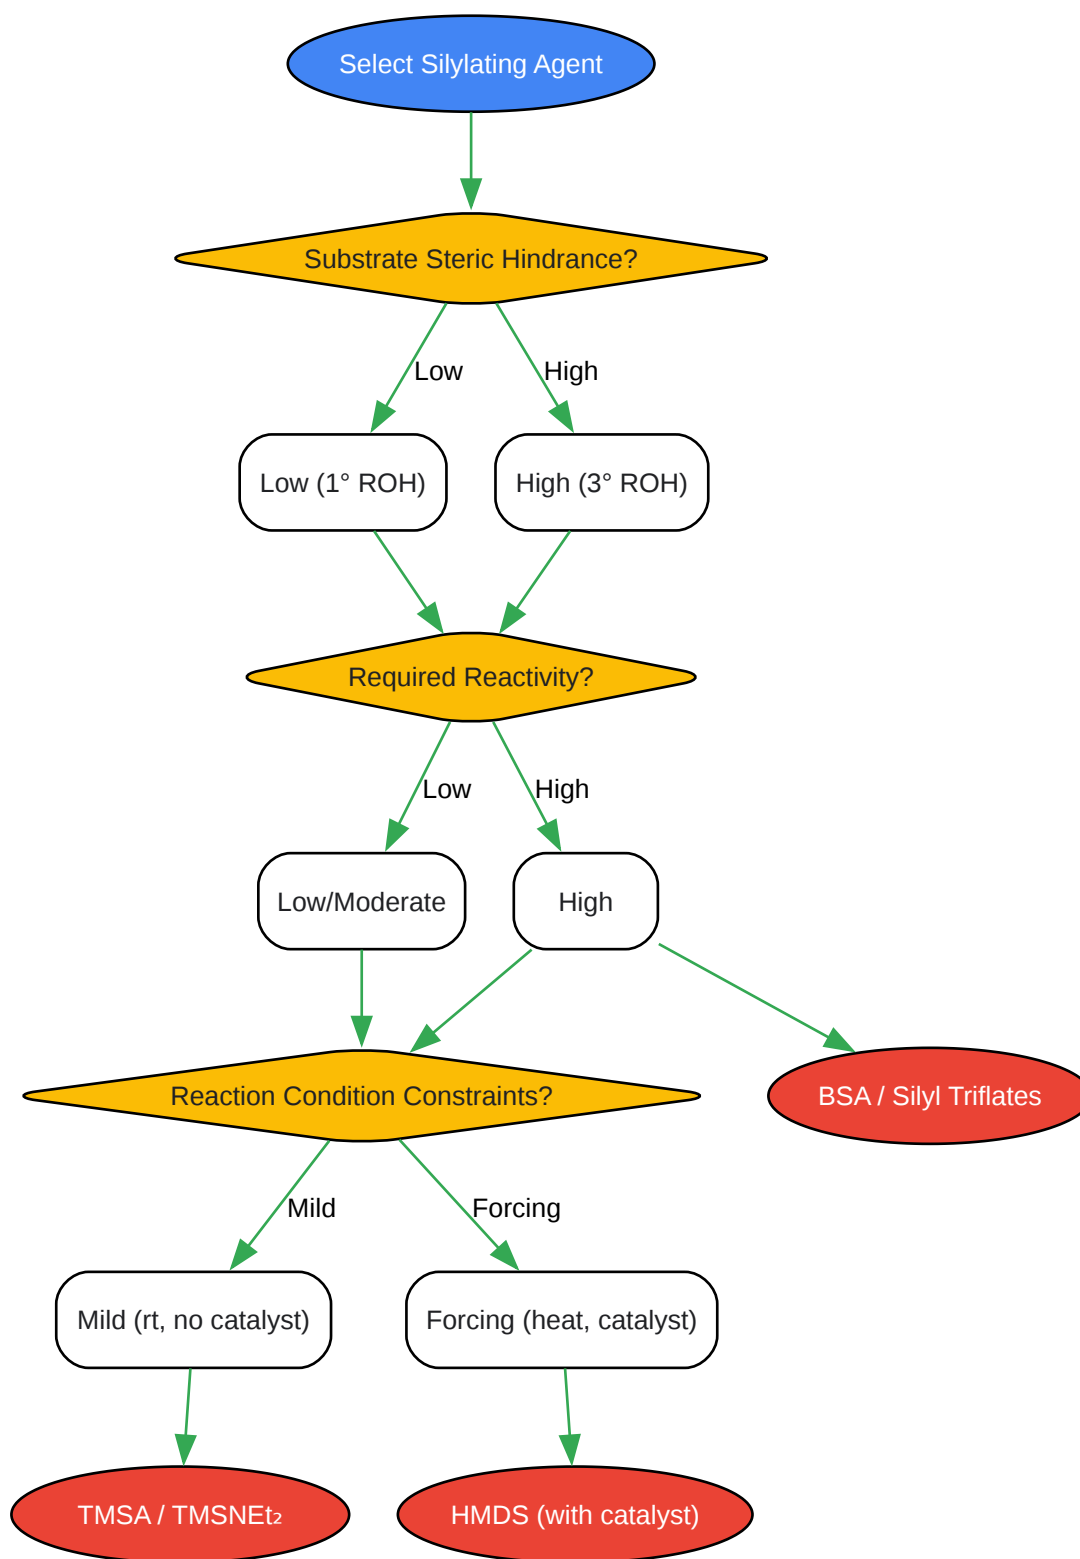 Select Silylating Agent
Substrate Steric Hindrance?
Low
High
Low (1° ROH)
High (3° ROH)
Required Reactivity?
Low
High
Low/Moderate
High
Reaction Condition Constraints?
BSA / Silyl Triflates
Mild
Forcing
Mild (rt, no catalyst)
Forcing (heat, catalyst)
TMSA / TMSNEt₂
HMDS (with catalyst)